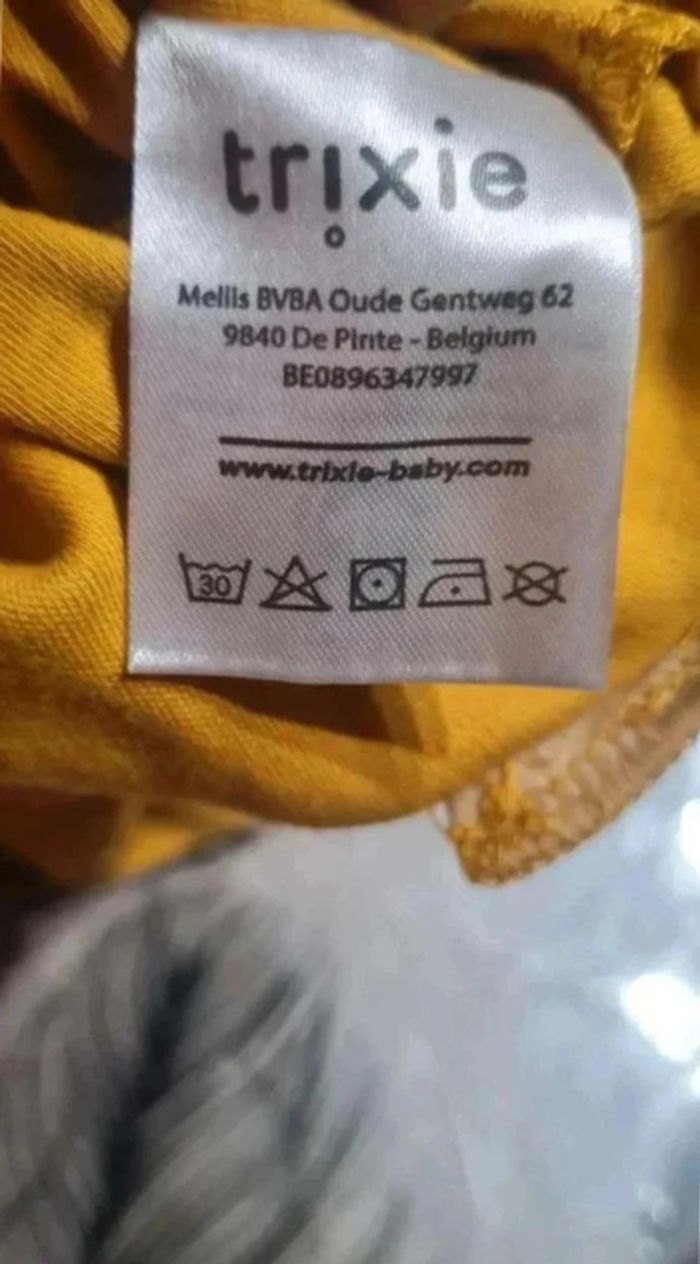 trixie
Mellis BVBA Oude Gentweg 62
9840 De Pinte - Belgium
BE0896347997
www.trixie-baby.com
30